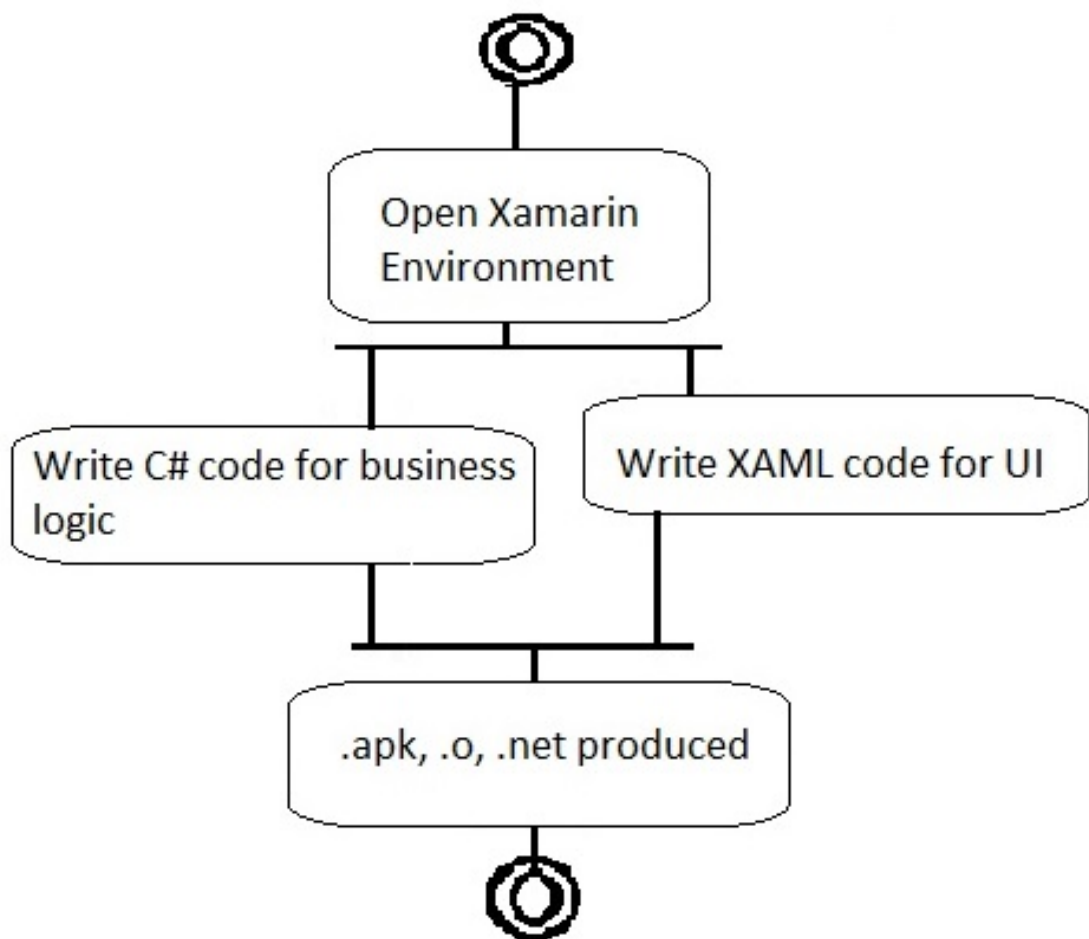 Open Xamarin
Environment
Write C# code for business
logic
Write XAML code for UI
.apk, .o, .net produced